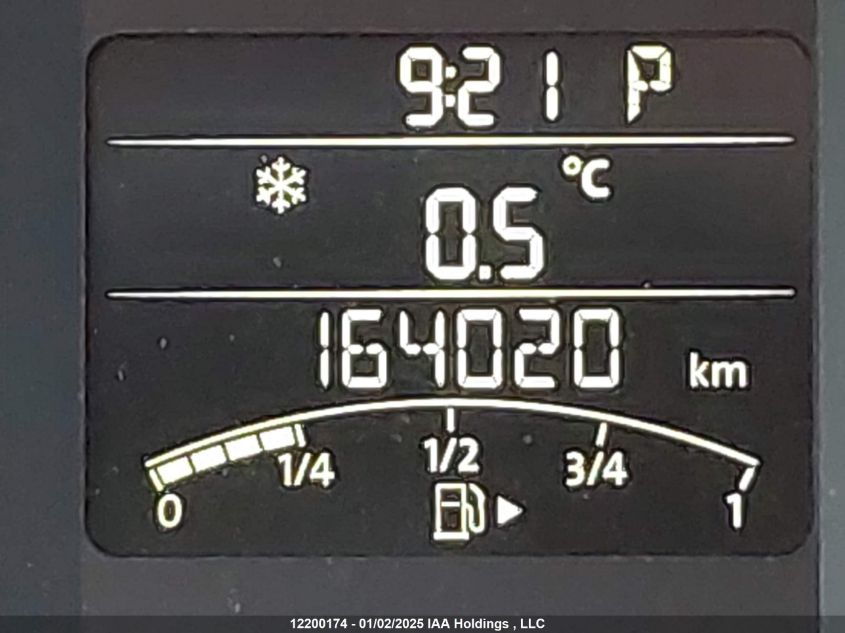 9:21 P
°C
0.5
164020 km
0 1/4 1/2 3/4 1
12200174 - 01/02/2025 IAA Holdings , LLC